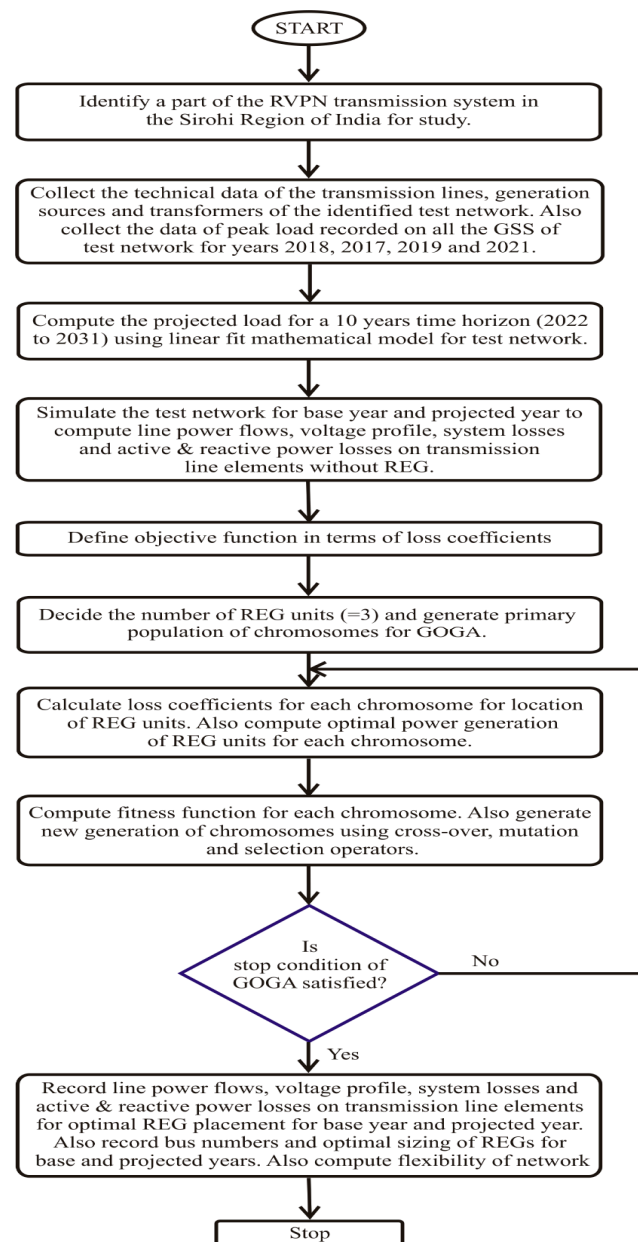 START
Identify a part of the RVPN transmission system in
the Sirohi Region of India for study.
Collect the technical data of the transmission lines, generation
sources and transformers of the identified test network. Also
collect the data of peak load recorded on all the GSS of
test network for years 2018, 2017, 2019 and 2021.
Compute the projected load for a 10 years time horizon (2022
to 2031) using linear fit mathematical model for test network.
Simulate the test network for base year and projected year to
compute line power flows, voltage profile, system losses
and active & reactive power losses on transmission
line elements without REG.
Define objective function in terms of loss coefficients
Decide the number of REG units (=3) and generate primary
population of chromosomes for GOGA.
Calculate loss coefficients for each chromosome for location
of REG units. Also compute optimal power generation
of REG units for each chromosome.
Compute fitness function for each chromosome. Also generate
new generation of chromosomes using cross-over, mutation
and selection operators.
Is
stop condition of
GOGA satisfied?
No
Yes
Record line power flows, voltage profile, system losses and
active & reactive power losses on transmission line elements
for optimal REG placement for base year and projected year.
Also record bus numbers and optimal sizing of REGs for
base and projected years. Also compute flexibility of network
Stop